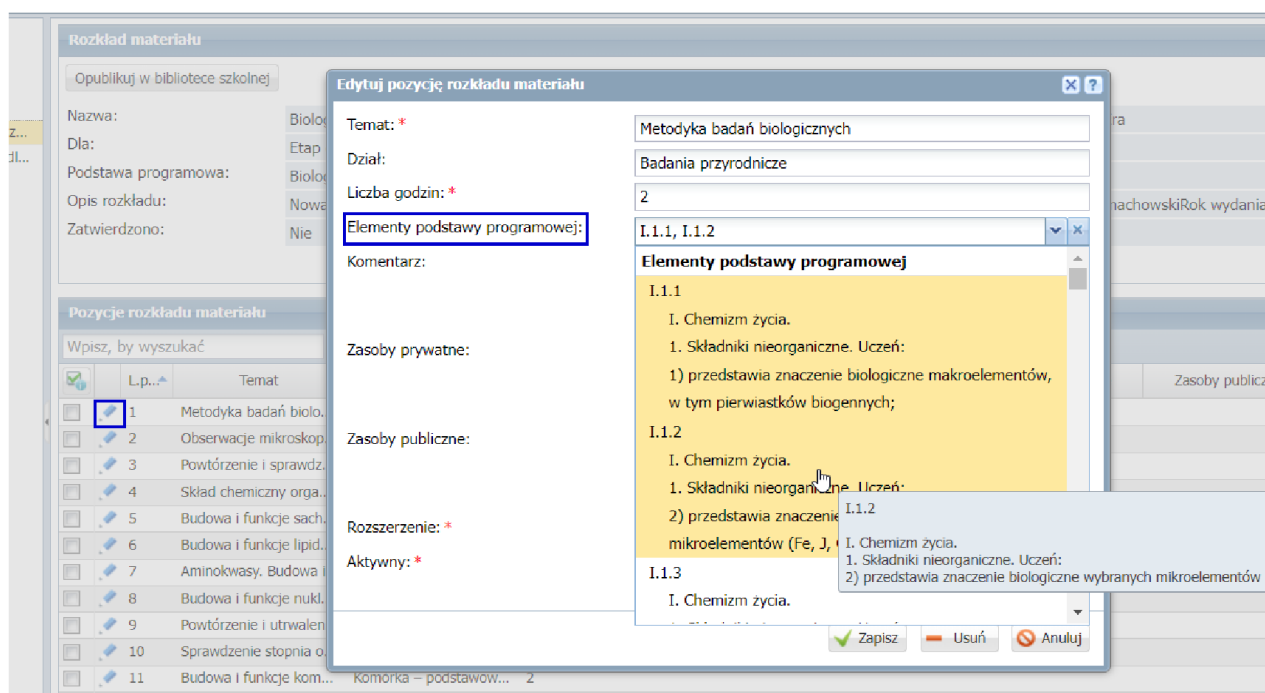 Rozkład materiału
Opublikuj w bibliotece szkolnej
Nazwa:
Dla: Etap
Podstawa programowa:
Opis rozkładu: Nowa
Zatwierdzono: Nie
z...
dl...
ra
Rok wydania
Edytuj pozycję rozkładu materiału
Temat: * Metodyka badań biologicznych
Dział: Badania przyrodnicze
Liczba godzin: * 2
Elementy podstawy programowej: I.1.1, I.1.2
Komentarz:
Zasoby prywatne:
Zasoby publiczne:
Rozszerzenie: *
Aktywny: *
Elementy podstawy programowej
I.1.1
I. Chemizm życia.
1. Składniki nieorganiczne. Uczeń:
1) przedstawia znaczenie biologiczne makroelementów,
w tym pierwiastków biogennych;
I.1.2
I. Chemizm życia.
1. Składniki nieorganiczne. Uczeń:
2) przedstawia znaczenie
mikroelementów (Fe, J,
I.1.3
I. Chemizm życia.
I.1.2
I. Chemizm życia.
1. Składniki nieorganiczne. Uczeń:
2) przedstawia znaczenie biologiczne wybranych mikroelementów
Zapisz Usuń Anuluj
Pozycje rozkładu materiału
Wpisz, by wyszukać
L.p... Temat Zasoby public
1 Metodyka badań biolo.
2 Obserwacje mikroskop
3 Powtórzenie i sprawdz.
4 Skład chemiczny orga..
5 Budowa i funkcje sach.
6 Budowa i funkcje lipid..
7 Aminokwasy. Budowa i
8 Budowa i funkcje nukl.
9 Powtórzenie i utrwalen
10 Sprawdzenie stopnia o.
11 Budowa i funkcje kom... Komórka – podstawow... 2